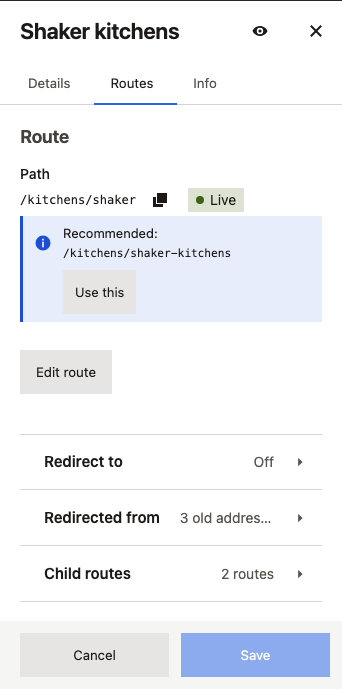 Shaker kitchens
Details Routes Info
Route
Path
/kitchens/shaker Live
Recommended:
/kitchens/shaker-kitchens
Use this
Edit route
Redirect to Off
Redirected from 3 old addres...
Child routes 2 routes
Cancel Save